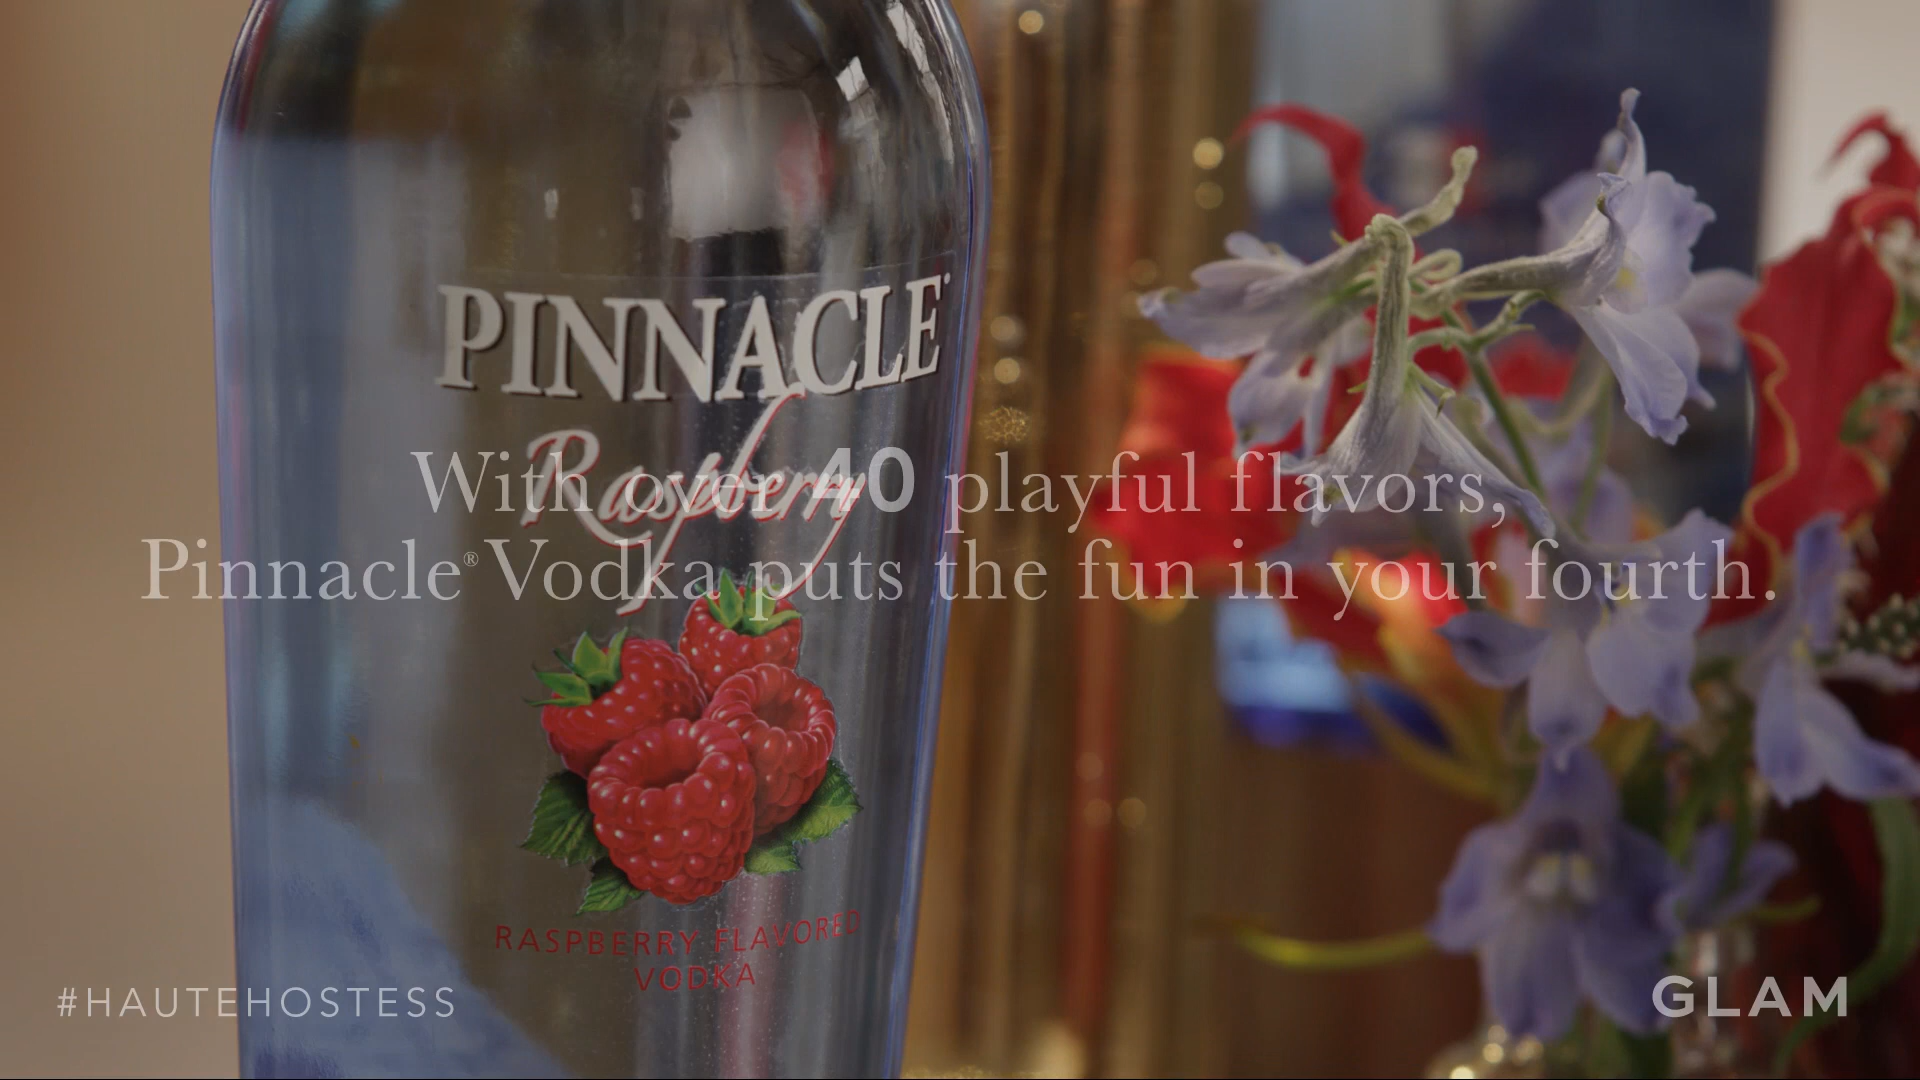 PINNACLE
Raspberry
With over 40 playful flavors,
Pinnacle® Vodka puts the fun in your fourth.
RASPBERRY FLAVORED
VODKA
#HAUTEHOSTESS
GLAM